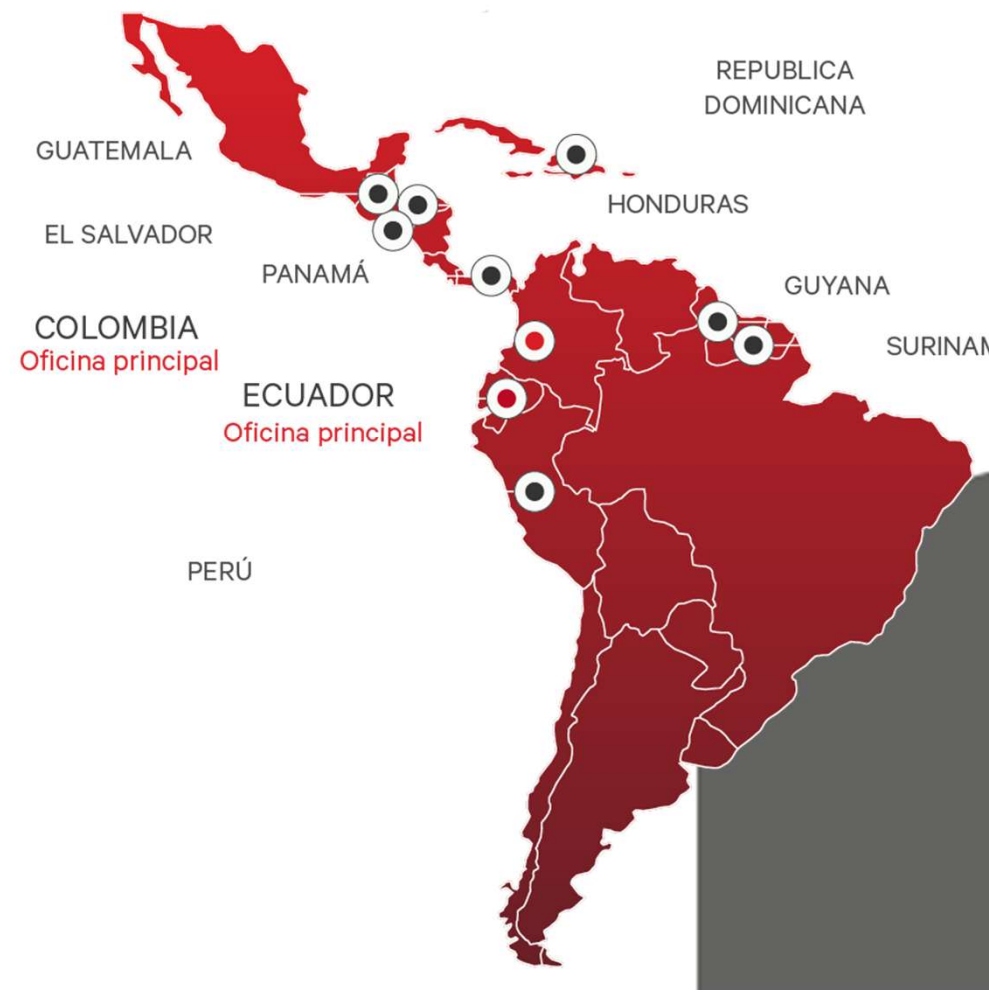 REPUBLICA
DOMINICANA
GUATEMALA
HONDURAS
EL SALVADOR
PANAMÁ
GUYANA
COLOMBIA
Oficina principal
SURINAM
ECUADOR
Oficina principal
PERÚ